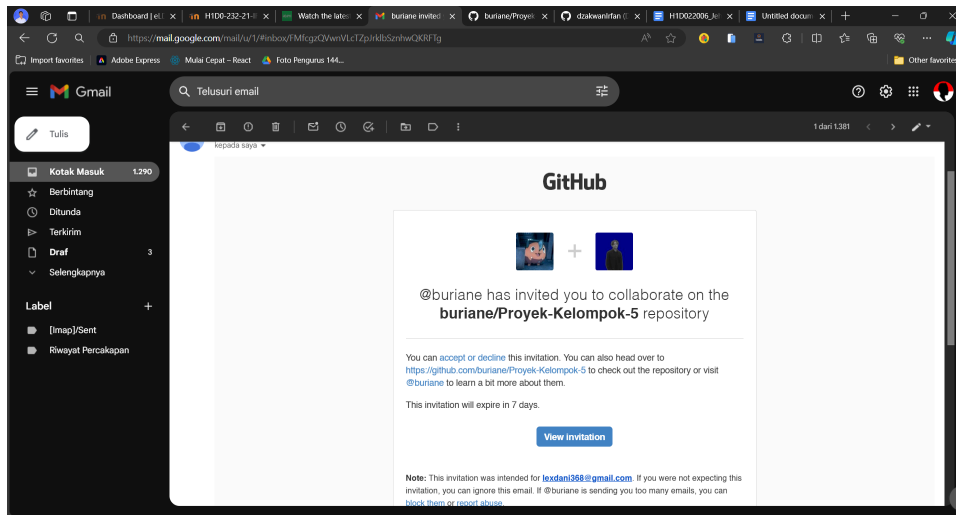 Dashboard | eL
H1D0-232-21-I
Watch the lates
buriane invited
buriane/Proyek
dzakwanIrfan (
H1D022006_Jef
Untitled docum
https://mail.google.com/mail/u/1/#inbox/FMfcgzQVwnVLcTZpJrklbSznhwQKRFTg
Import favorites
Adobe Express
Mulai Cepat – React
Foto Pengurus 144...
Other favorites
Gmail
Telusuri email
Tulis
1 dari 1.381
kepada saya
Kotak Masuk 1.290
Berbintang
Ditunda
Terkirim
Draf 3
Selengkapnya
Label
[Imap]/Sent
Riwayat Percakapan
GitHub
@buriane has invited you to collaborate on the
buriane/Proyek-Kelompok-5 repository
You can accept or decline this invitation. You can also head over to
https://github.com/buriane/Proyek-Kelompok-5 to check out the repository or visit
@buriane to learn a bit more about them.
This invitation will expire in 7 days.
View invitation
Note: This invitation was intended for lexdani368@gmail.com. If you were not expecting this
invitation, you can ignore this email. If @buriane is sending you too many emails, you can
block them or report abuse.